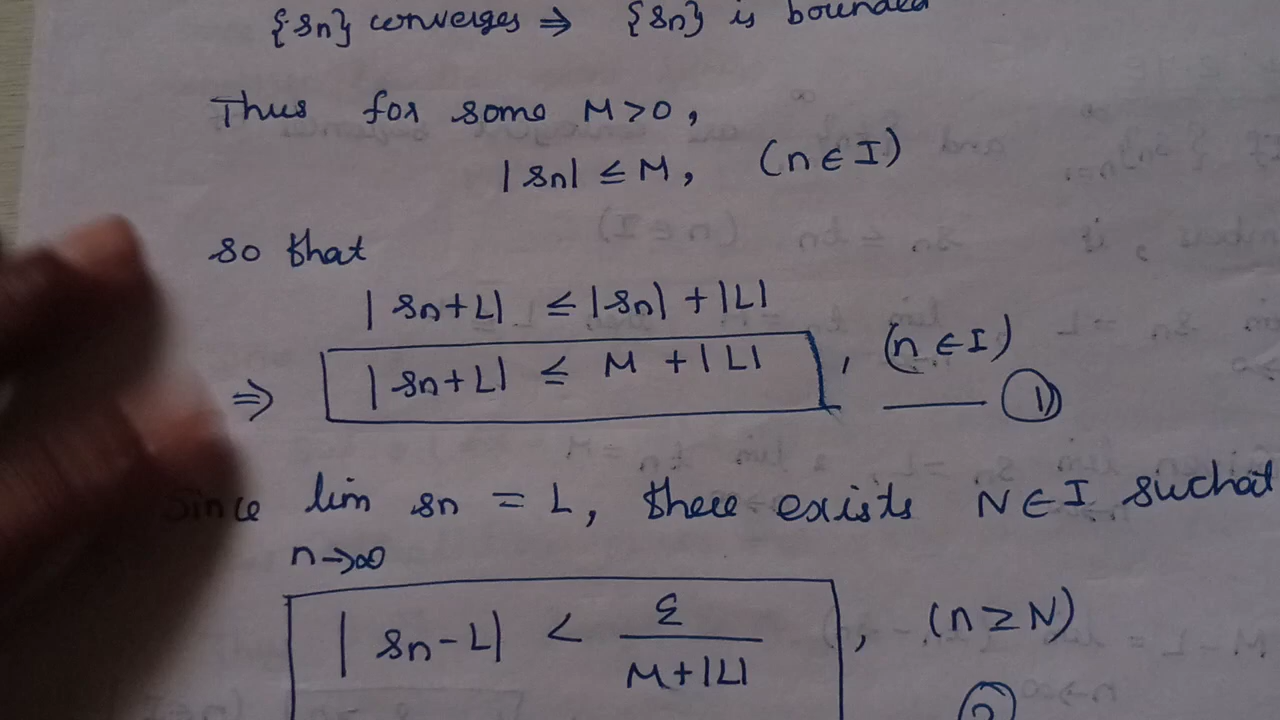 {sn} converges ⇒ {sn} is bounded
Thus for some M>0,
|sn| ≤ M, (n∈I)
so that
|sn+L| ≤ |sn| + |L|
⇒ |sn+L| ≤ M + |L| , (n∈I) —— ①
since lim sn = L, there exists N∈I suchat
n→∞
|sn-L| < ε/(M+|L|) , (n≥N)
②